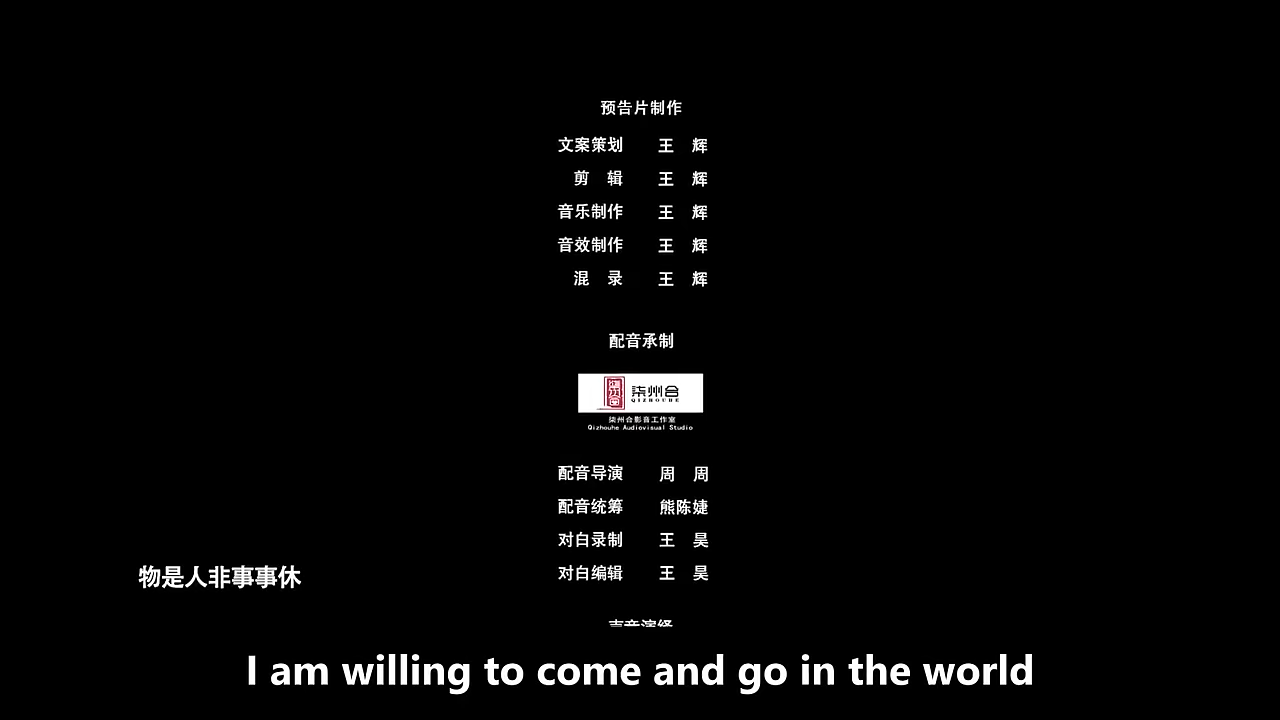 预告片制作
文案策划 王 辉
剪 辑 王 辉
音乐制作 王 辉
音效制作 王 辉
混 录 王 辉
配音承制
柒州合
QIZHOUHE
柒州合影音工作室
Qizhouhe Audiovisual Studio
配音导演 周 周
配音统筹 熊陈婕
对白录制 王 昊
对白编辑 王 昊
物是人非事事休
声音演绎
I am willing to come and go in the world